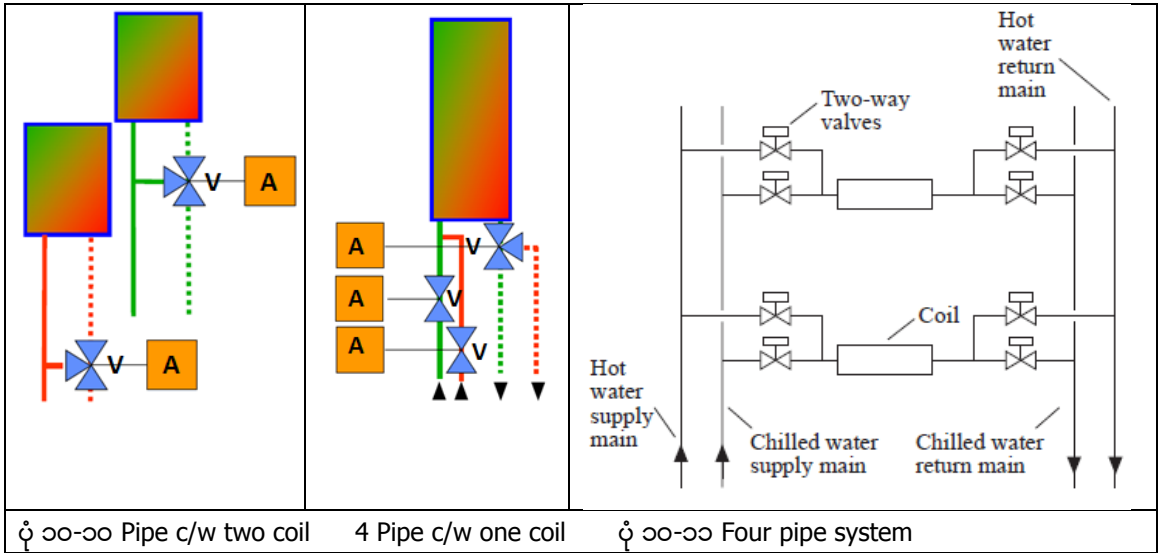 V
A
V
A
A
V
A
V
A
V
Hot
water
return
main
Two-way
valves
Coil
Hot
water
supply
main
Chilled water
supply main
Chilled water
return main
ပုံ ၁၀-၁၀ Pipe c/w two coil 4 Pipe c/w one coil ပုံ ၁၀-၁၁ Four pipe system